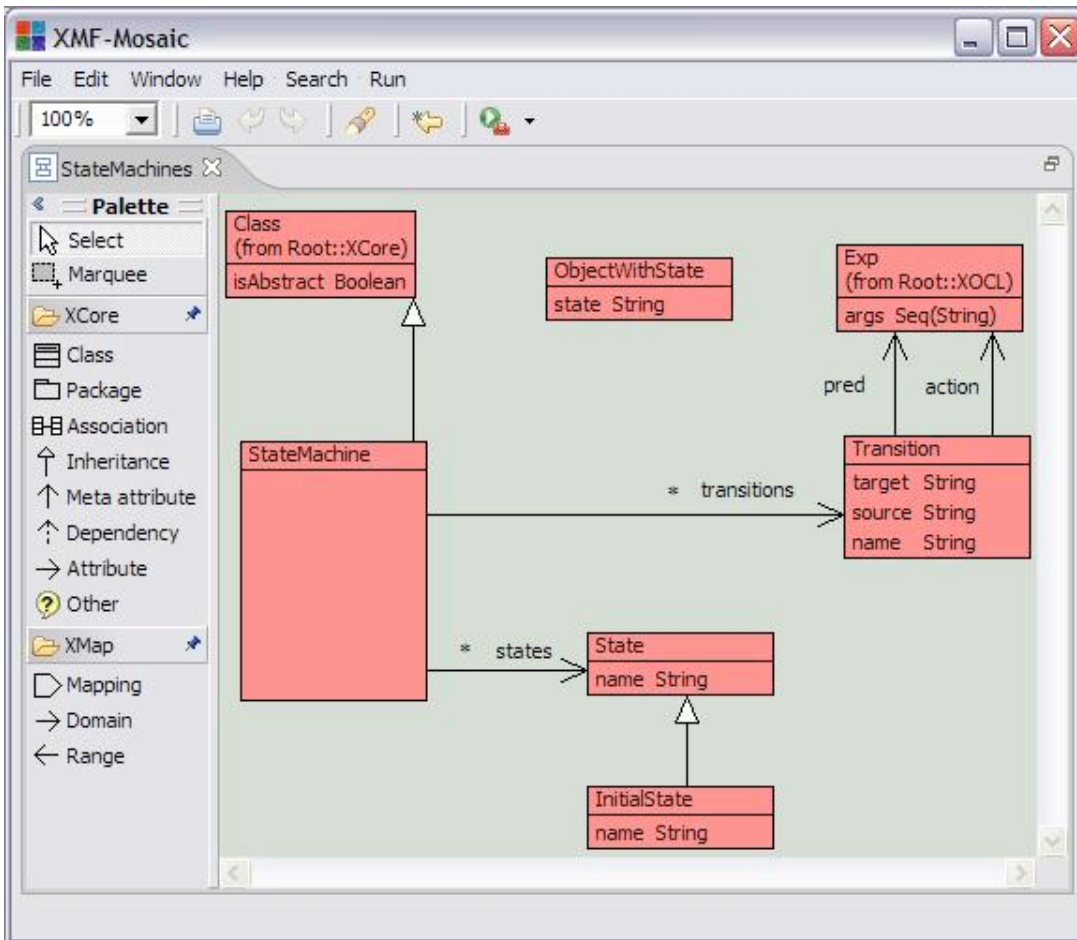 XMF-Mosaic
File Edit Window Help Search Run
100%
StateMachines
Palette
Select
Marquee
XCore
Class
Package
Association
Inheritance
Meta attribute
Dependency
Attribute
Other
XMap
Mapping
Domain
Range
Class
(from Root::XCore)
isAbstract Boolean
ObjectWithState
state String
Exp
(from Root::XOCL)
args Seq(String)
pred action
StateMachine
Transition
target String
source String
name String
* transitions
* states
State
name String
InitialState
name String